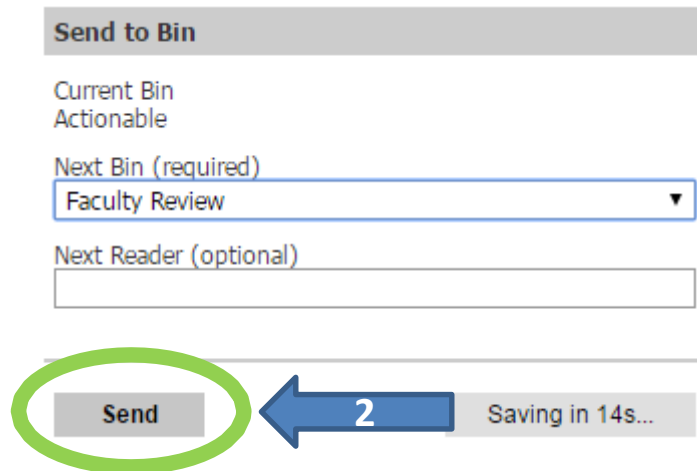 Send to Bin
Current Bin
Actionable
Next Bin (required)
Faculty Review
Next Reader (optional)
Send
2
Saving in 14s...